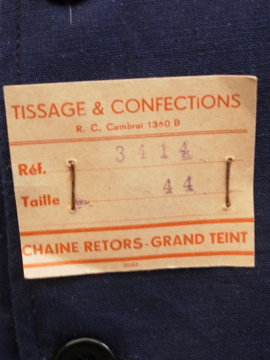 TISSAGE & CONFECTIONS
R. C. Cambrai 1360 B
Réf. 3414
Taille 44
CHAINE RETORS - GRAND TEINT